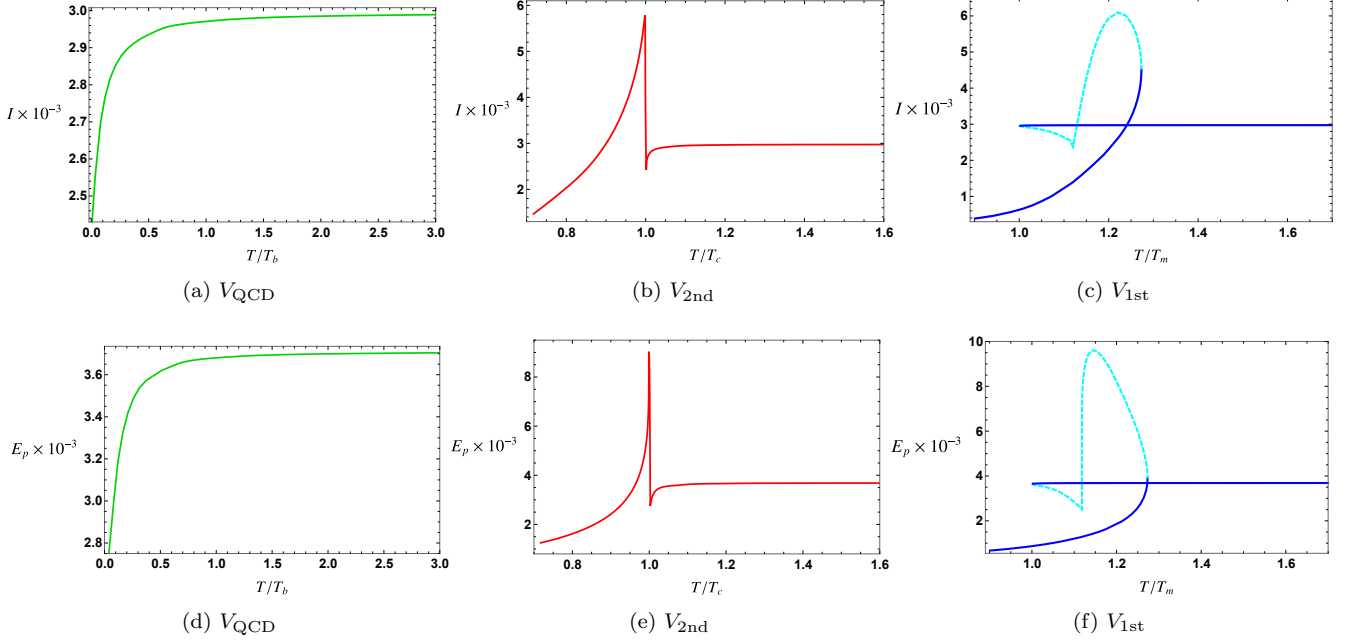 3.0
2.9
2.8
2.7
2.6
2.5
I × 10⁻³
0.0 0.5 1.0 1.5 2.0 2.5 3.0
T/T_b
(a) V_QCD
6
5
4
3
2
I × 10⁻³
0.8 1.0 1.2 1.4 1.6
T/T_c
(b) V_2nd
6
5
4
3
2
1
I × 10⁻³
1.0 1.2 1.4 1.6
T/T_m
(c) V_1st
3.6
3.4
3.2
3.0
2.8
E_p × 10⁻³
0.0 0.5 1.0 1.5 2.0 2.5 3.0
T/T_b
(d) V_QCD
8
6
4
2
E_p × 10⁻³
0.8 1.0 1.2 1.4 1.6
T/T_c
(e) V_2nd
10
8
6
4
2
E_p × 10⁻³
1.0 1.1 1.2 1.3 1.4 1.5 1.6
T/T_m
(f) V_1st